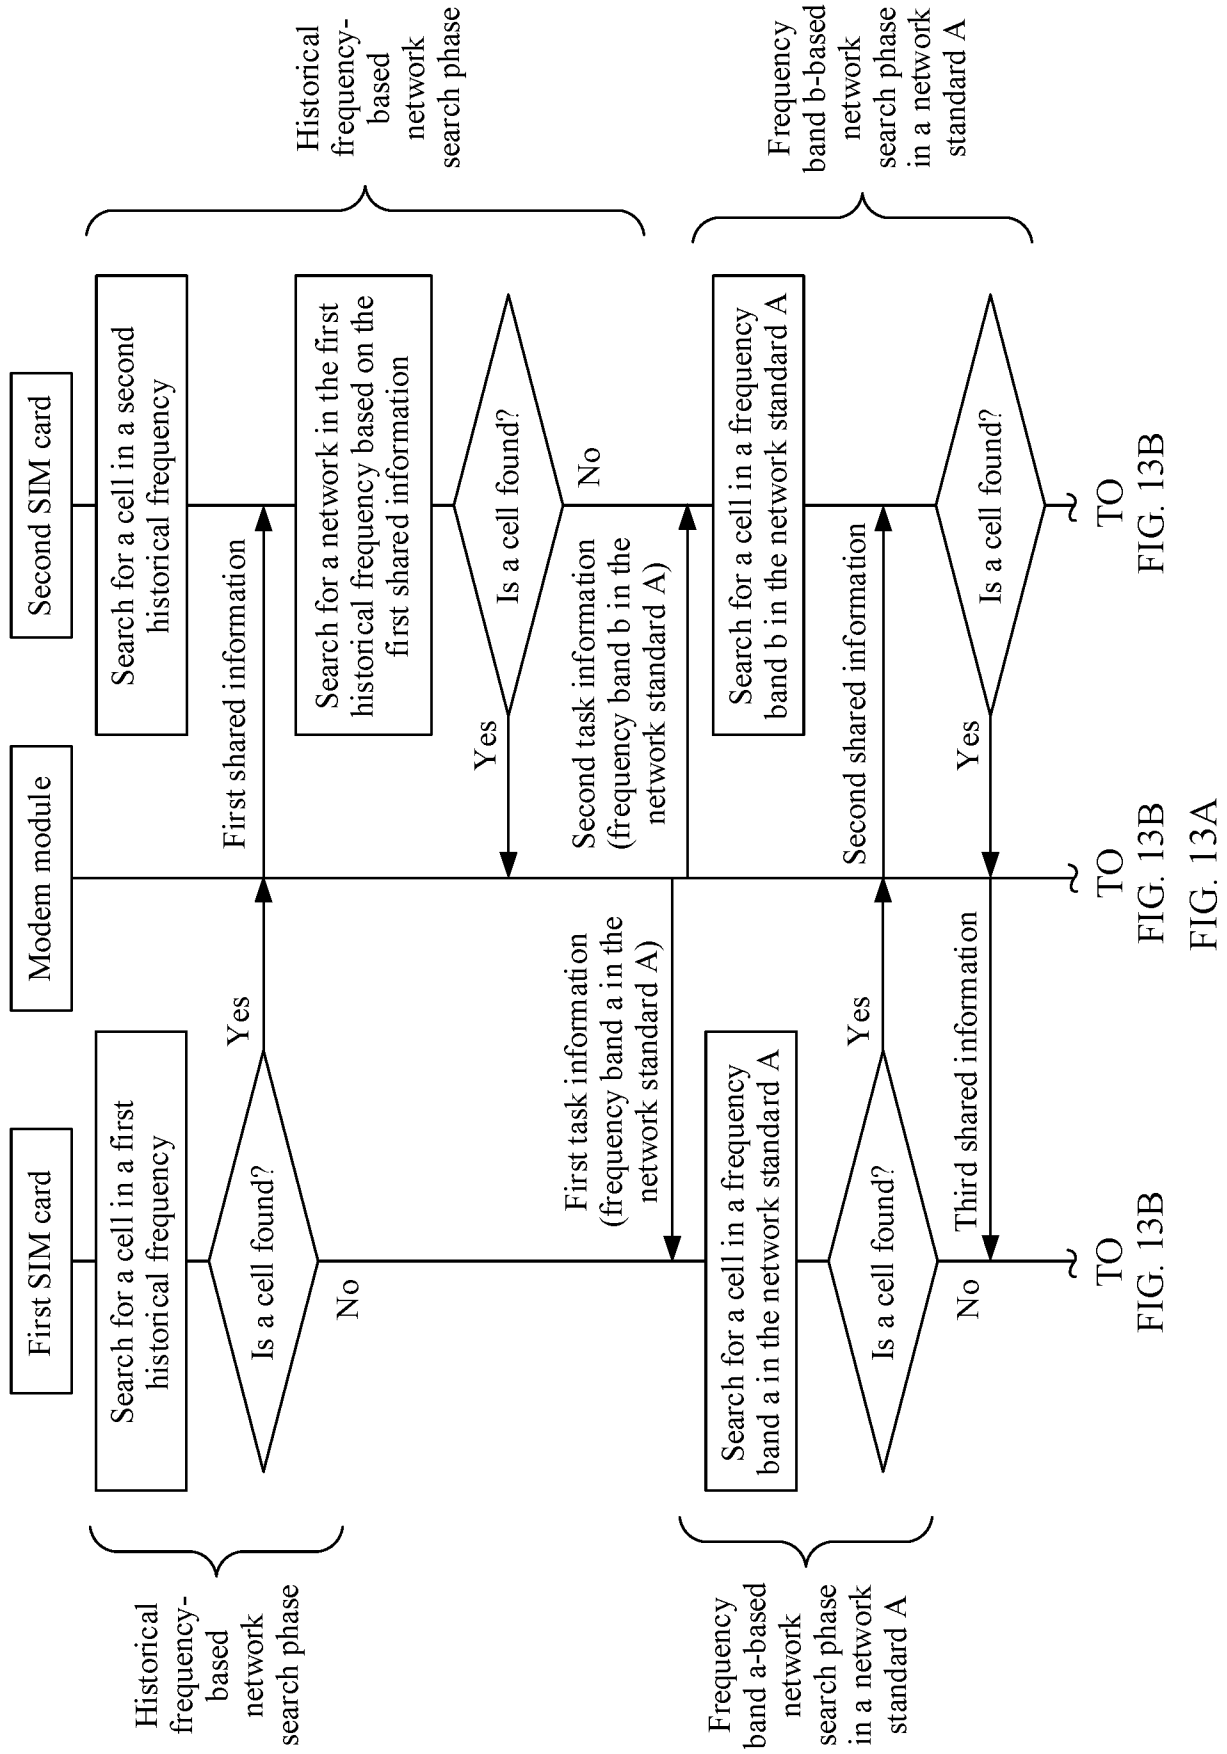 First SIM card
Modem module
Second SIM card
Historical
frequency-
based
network
search phase
Search for a cell in a first
historical frequency
Search for a cell in a second
historical frequency
Historical
frequency-
based
network
search phase
Is a cell found?
Yes
No
First shared information
Search for a network in the first
historical frequency based on the
first shared information
Is a cell found?
Yes
No
First task information
(frequency band a in the
network standard A)
Second task information
(frequency band b in the
network standard A)
Frequency
band a-based
network
search phase
in a network
standard A
Search for a cell in a frequency
band a in the network standard A
Search for a cell in a frequency
band b in the network standard A
Frequency
band b-based
network
search phase
in a network
standard A
Is a cell found?
Yes
No
Second shared information
Is a cell found?
Yes
Third shared information
TO
FIG. 13B
TO
FIG. 13B
TO
FIG. 13B
FIG. 13A